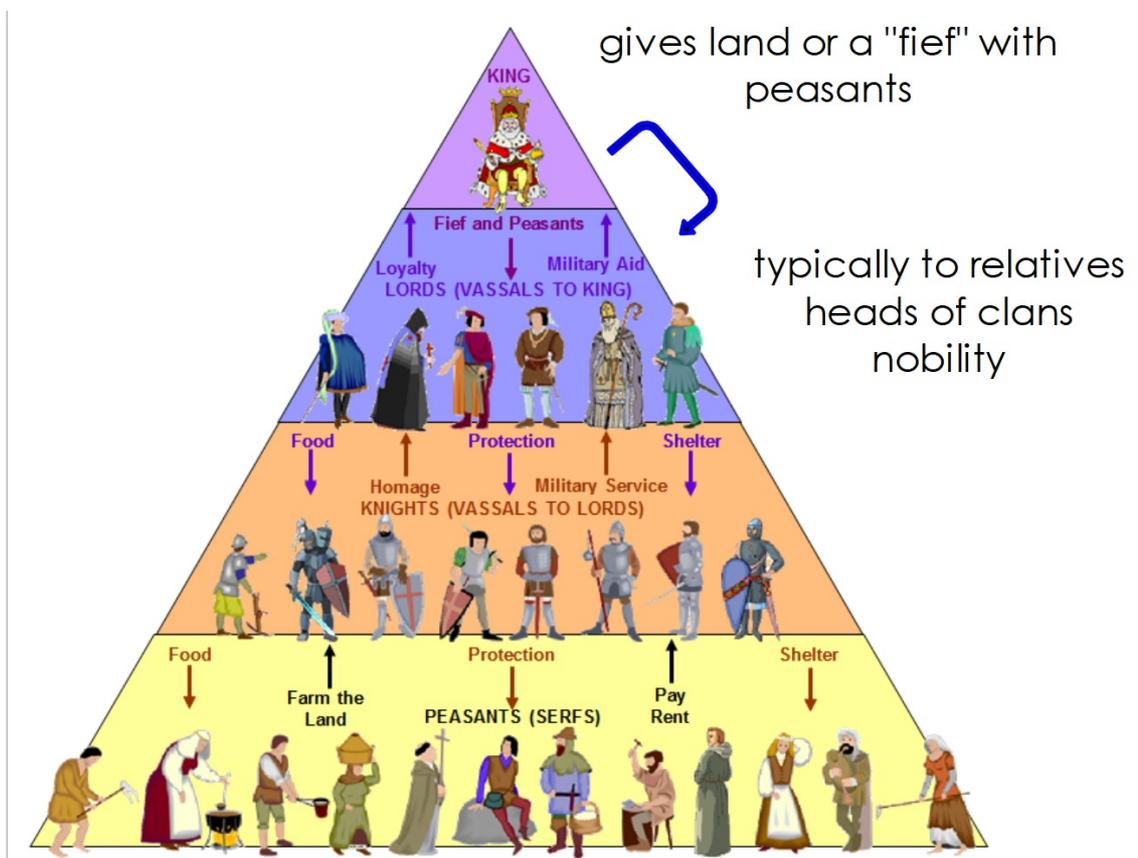 gives land or a "fief" with
peasants
KING
Fief and Peasants
Loyalty
Military Aid
LORDS (VASSALS TO KING)
typically to relatives
heads of clans
nobility
Food
Protection
Shelter
Homage
Military Service
KNIGHTS (VASSALS TO LORDS)
Food
Protection
Shelter
Farm the
Land
Pay
Rent
PEASANTS (SERFS)